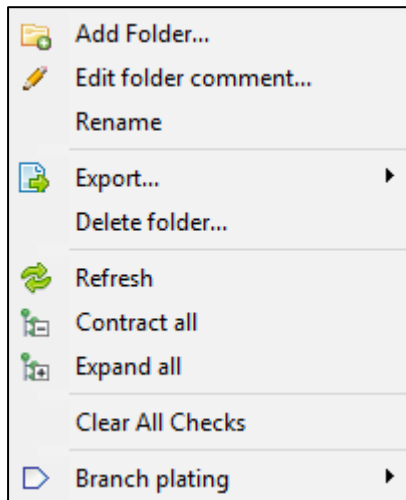 Add Folder...
Edit folder comment...
Rename
Export...
Delete folder...
Refresh
Contract all
Expand all
Clear All Checks
Branch plating